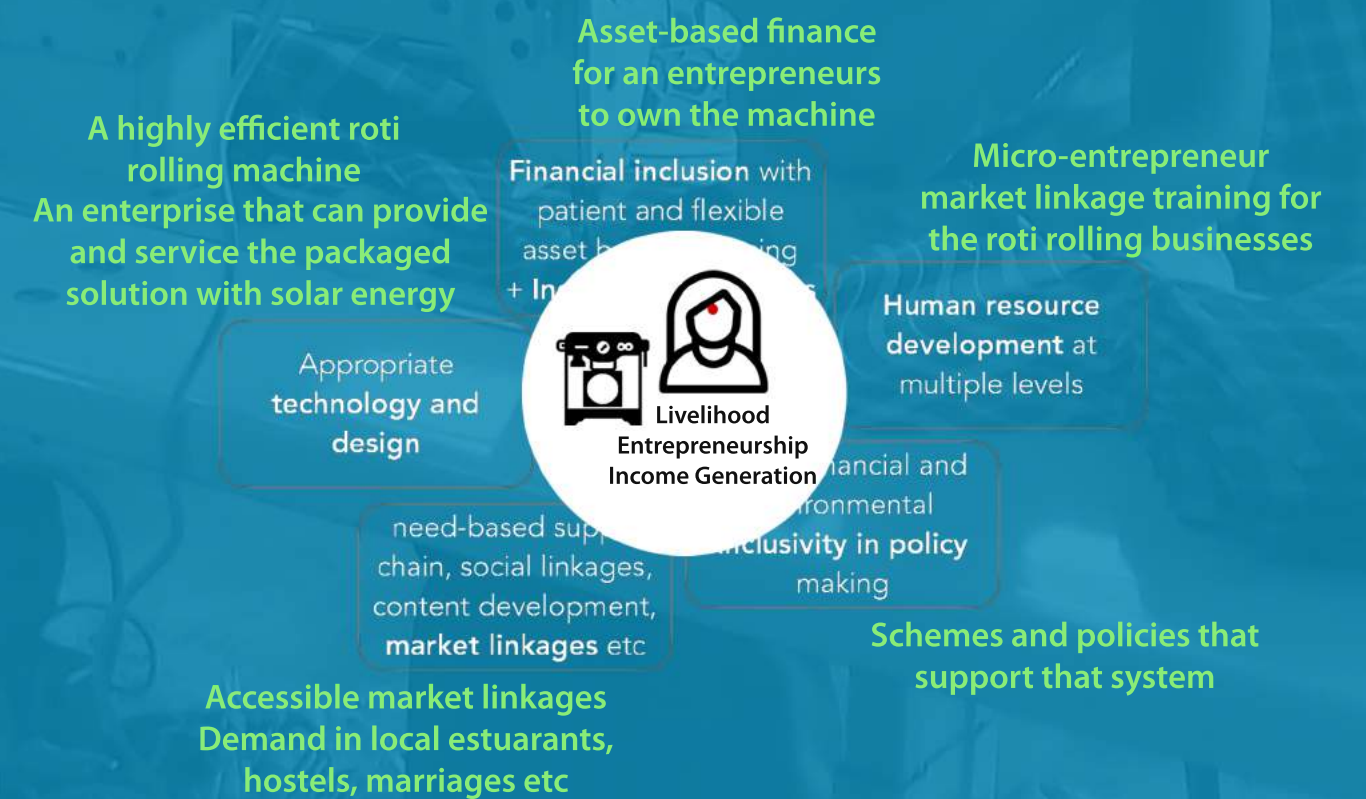 Asset-based finance
for an entrepreneurs
to own the machine
A highly efficient roti
rolling machine
An enterprise that can provide
and service the packaged
solution with solar energy
Micro-entrepreneur
market linkage training for
the roti rolling businesses
Financial inclusion with
patient and flexible
asset
+
Human resource
development at
multiple levels
Appropriate
technology and
design
Livelihood
Entrepreneurship
Income Generation
and
in policy
making
need-based
chain, social linkages,
content development,
market linkages etc
Schemes and policies that
support that system
Accessible market linkages
Demand in local estuarants,
hostels, marriages etc